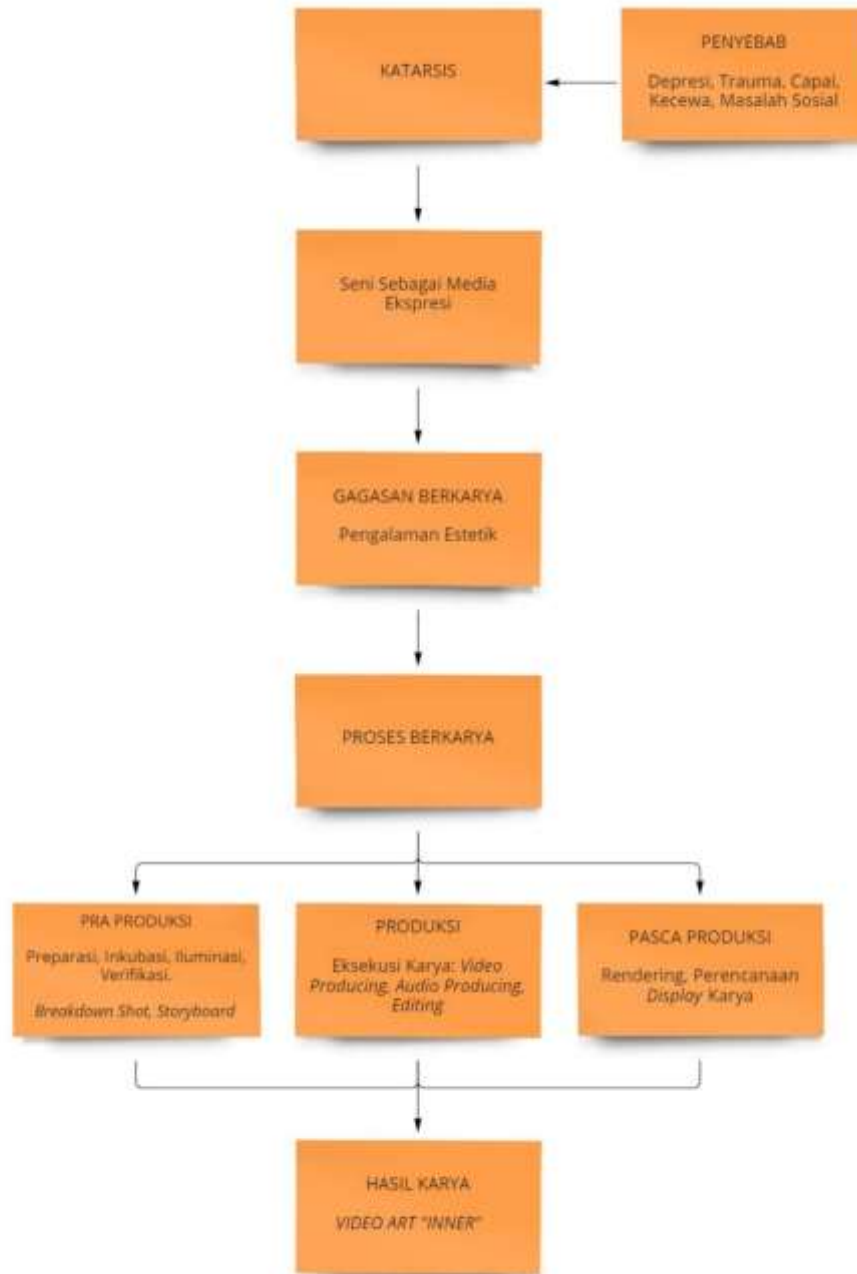 KATARSIS
PENYEBAB
Depresi, Trauma, Capai,
Kecewa, Masalah Sosial
Seni Sebagai Media
Ekspresi
GAGASAN BERKARYA
Pengalaman Estetik
PROSES BERKARYA
PRA PRODUKSI
Preparasi, Inkubasi, Iluminasi,
Verifikasi.
Breakdown Shot, Storyboard
PRODUKSI
Eksekusi Karya: Video
Producing, Audio Producing,
Editing
PASCA PRODUKSI
Rendering, Perencanaan
Display Karya
HASIL KARYA
VIDEO ART "INNER"